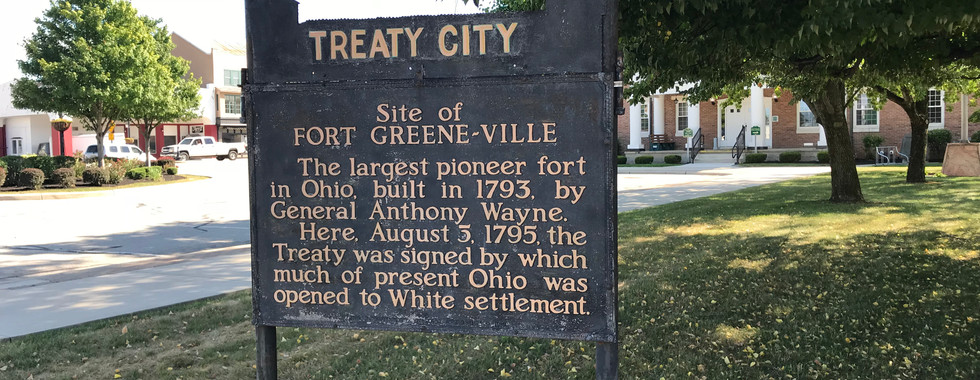 TREATY CITY
Site of
FORT GREENE-VILLE
The largest pioneer fort
in Ohio, built in 1793, by
General Anthony Wayne.
Here, August 3, 1795, the
Treaty was signed by which
much of present Ohio was
opened to White settlement.